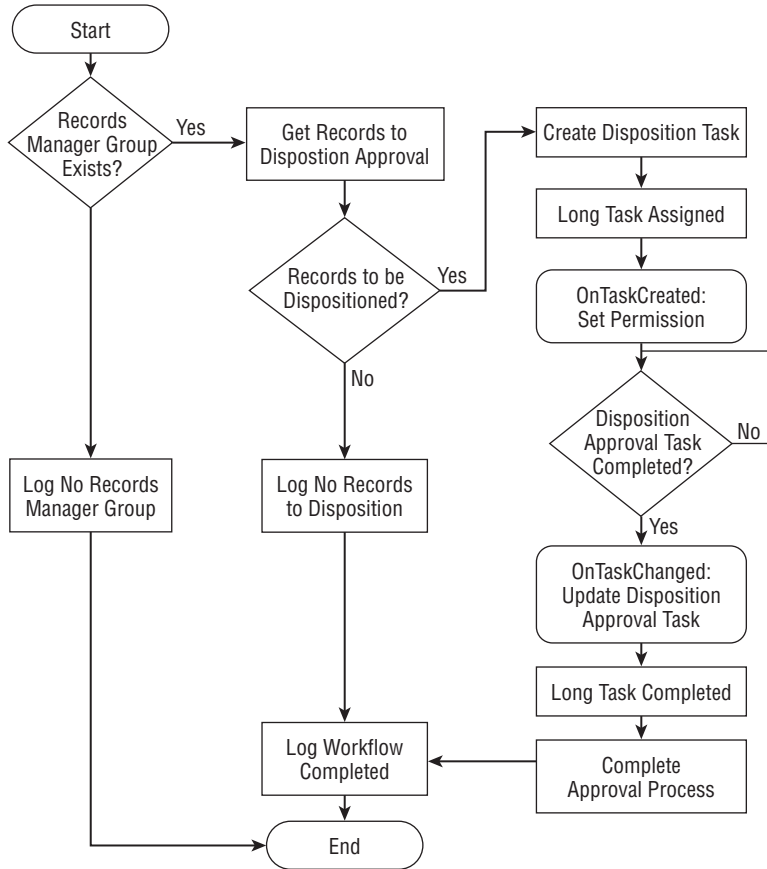 Start
Records
Manager Group
Exists?
Yes
Get Records to
Dispostion Approval
Create Disposition Task
Long Task Assigned
Records to be
Dispositioned?
Yes
OnTaskCreated:
Set Permission
No
Disposition
Approval Task
Completed?
No
Log No Records
Manager Group
Log No Records
to Disposition
Yes
OnTaskChanged:
Update Disposition
Approval Task
Long Task Completed
Log Workflow
Completed
Complete
Approval Process
End